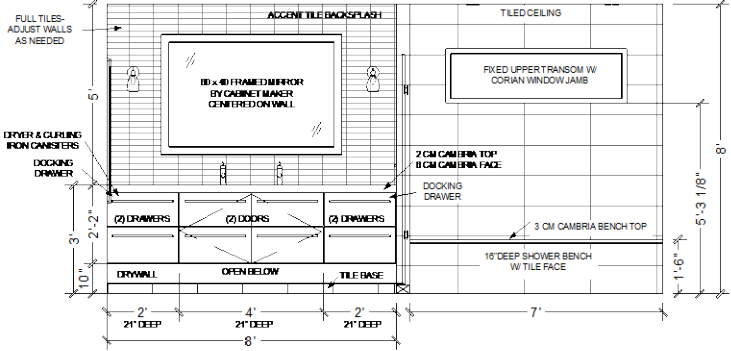 FULL TILES-
ADJUST WALLS
AS NEEDED
ACCENT TILE BACKSPLASH
TILED CEILING
60 x 40 FRAMED MIRROR
BY CABINET MAKER
CENTERED ON WALL
FIXED UPPER TRANSOM W/
CORIAN WINDOW JAMB
5'
8'
DRYER & CURLING
IRON CANISTERS
DOCKING
DRAWER
2 CM CAMBRIA TOP
8 CM CAMBRIA FACE
DOCKING
DRAWER
5'-3 1/8"
(2) DRAWERS
(2) DOORS
(2) DRAWERS
3'
2'-2"
3 CM CAMBRIA BENCH TOP
16" DEEP SHOWER BENCH
W/ TILE FACE
1'-6"
10"
DRYWALL
OPEN BELOW
TILE BASE
2'
4'
2'
7'
21" DEEP
21" DEEP
21" DEEP
8'